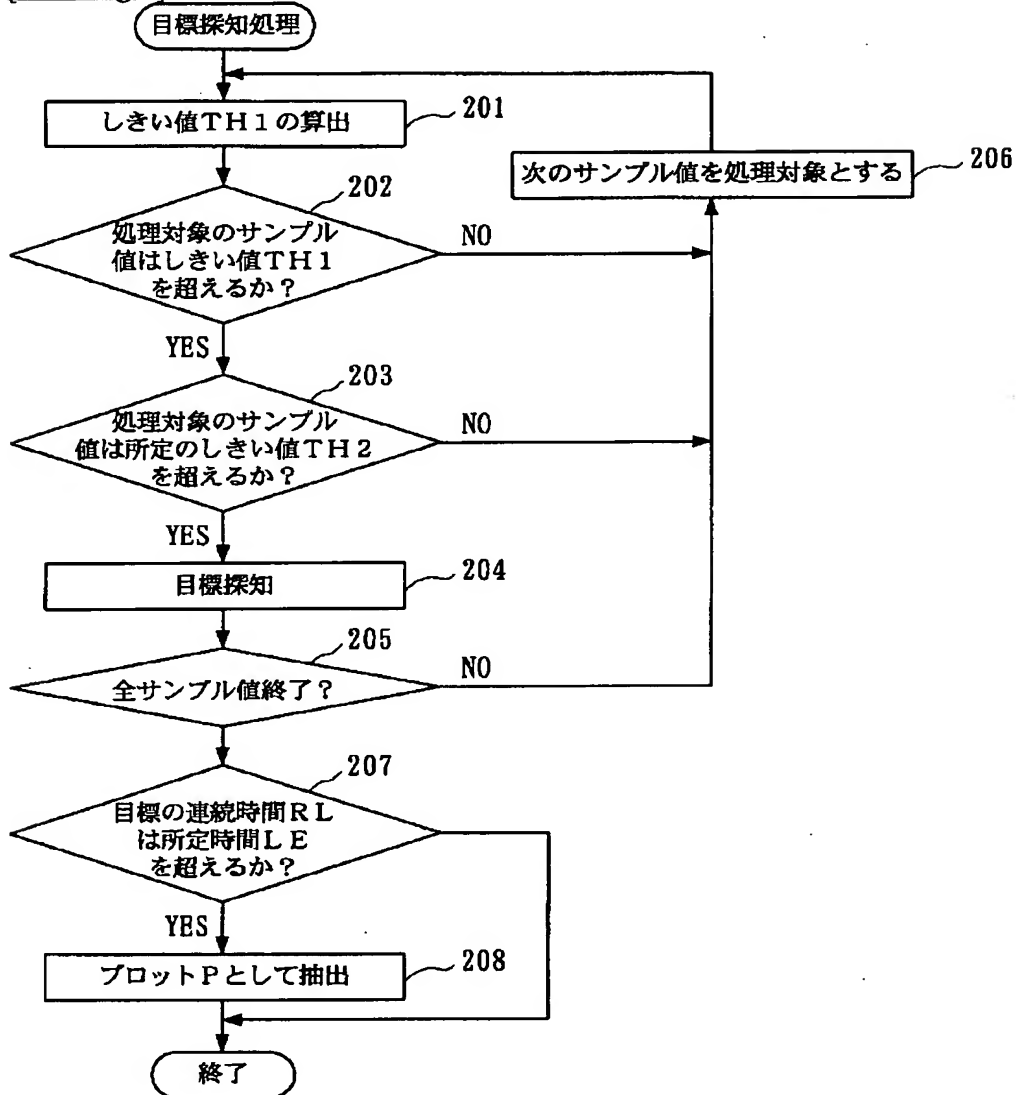 目標探知処理
しきい値TH1の算出
201
次のサンプル値を処理対象とする
206
202
処理対象のサンプル
値はしきい値TH1
を超えるか?
NO
YES
203
処理対象のサンプル
値は所定のしきい値TH2
を超えるか?
NO
YES
目標探知
204
205
全サンプル値終了?
NO
207
目標の連続時間RL
は所定時間LE
を超えるか?
YES
プロットPとして抽出
208
終了